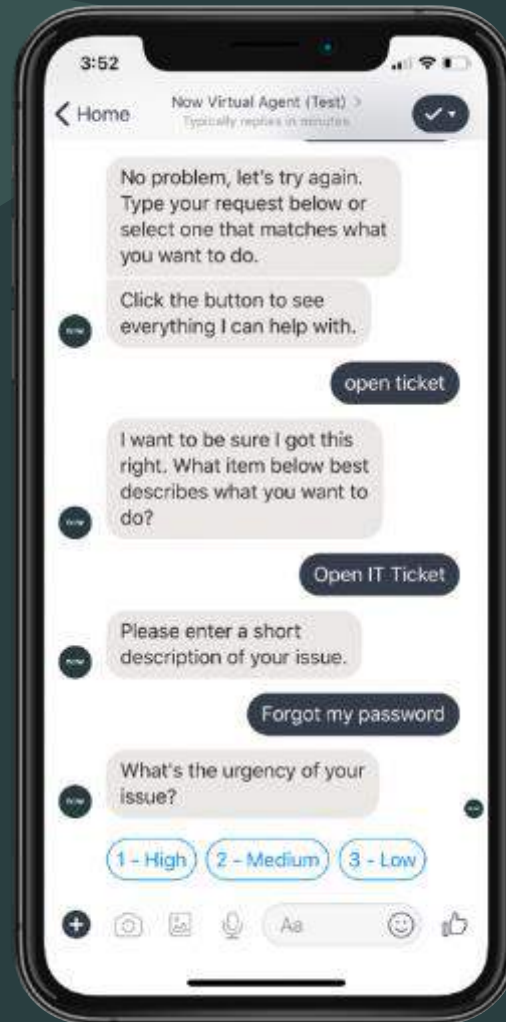 3:52
Home
Now Virtual Agent (Test) >
Typically replies in minutes
No problem, let's try again.
Type your request below or
select one that matches what
you want to do.
Click the button to see
everything I can help with.
now
open ticket
I want to be sure I got this
right. What item below best
describes what you want to
do?
now
Open IT Ticket
Please enter a short
description of your issue.
now
Forgot my password
What's the urgency of your
issue?
now
1 - High
2 - Medium
3 - Low
Aa